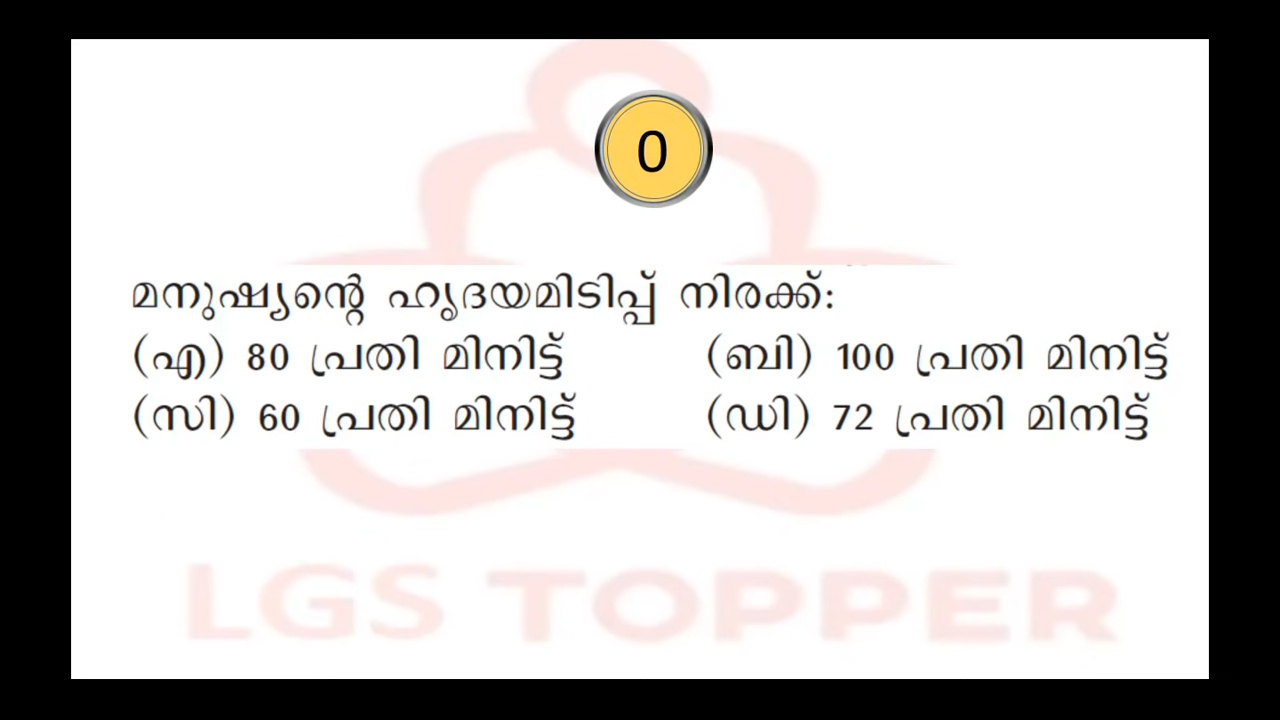 0
മനുഷ്യന്റെ ഹൃദയമിടിപ്പ് നിരക്ക്:
(എ) 80 പ്രതി മിനിട്ട് (ബി) 100 പ്രതി മിനിട്ട്
(സി) 60 പ്രതി മിനിട്ട് (ഡി) 72 പ്രതി മിനിട്ട്
LGS TOPPER